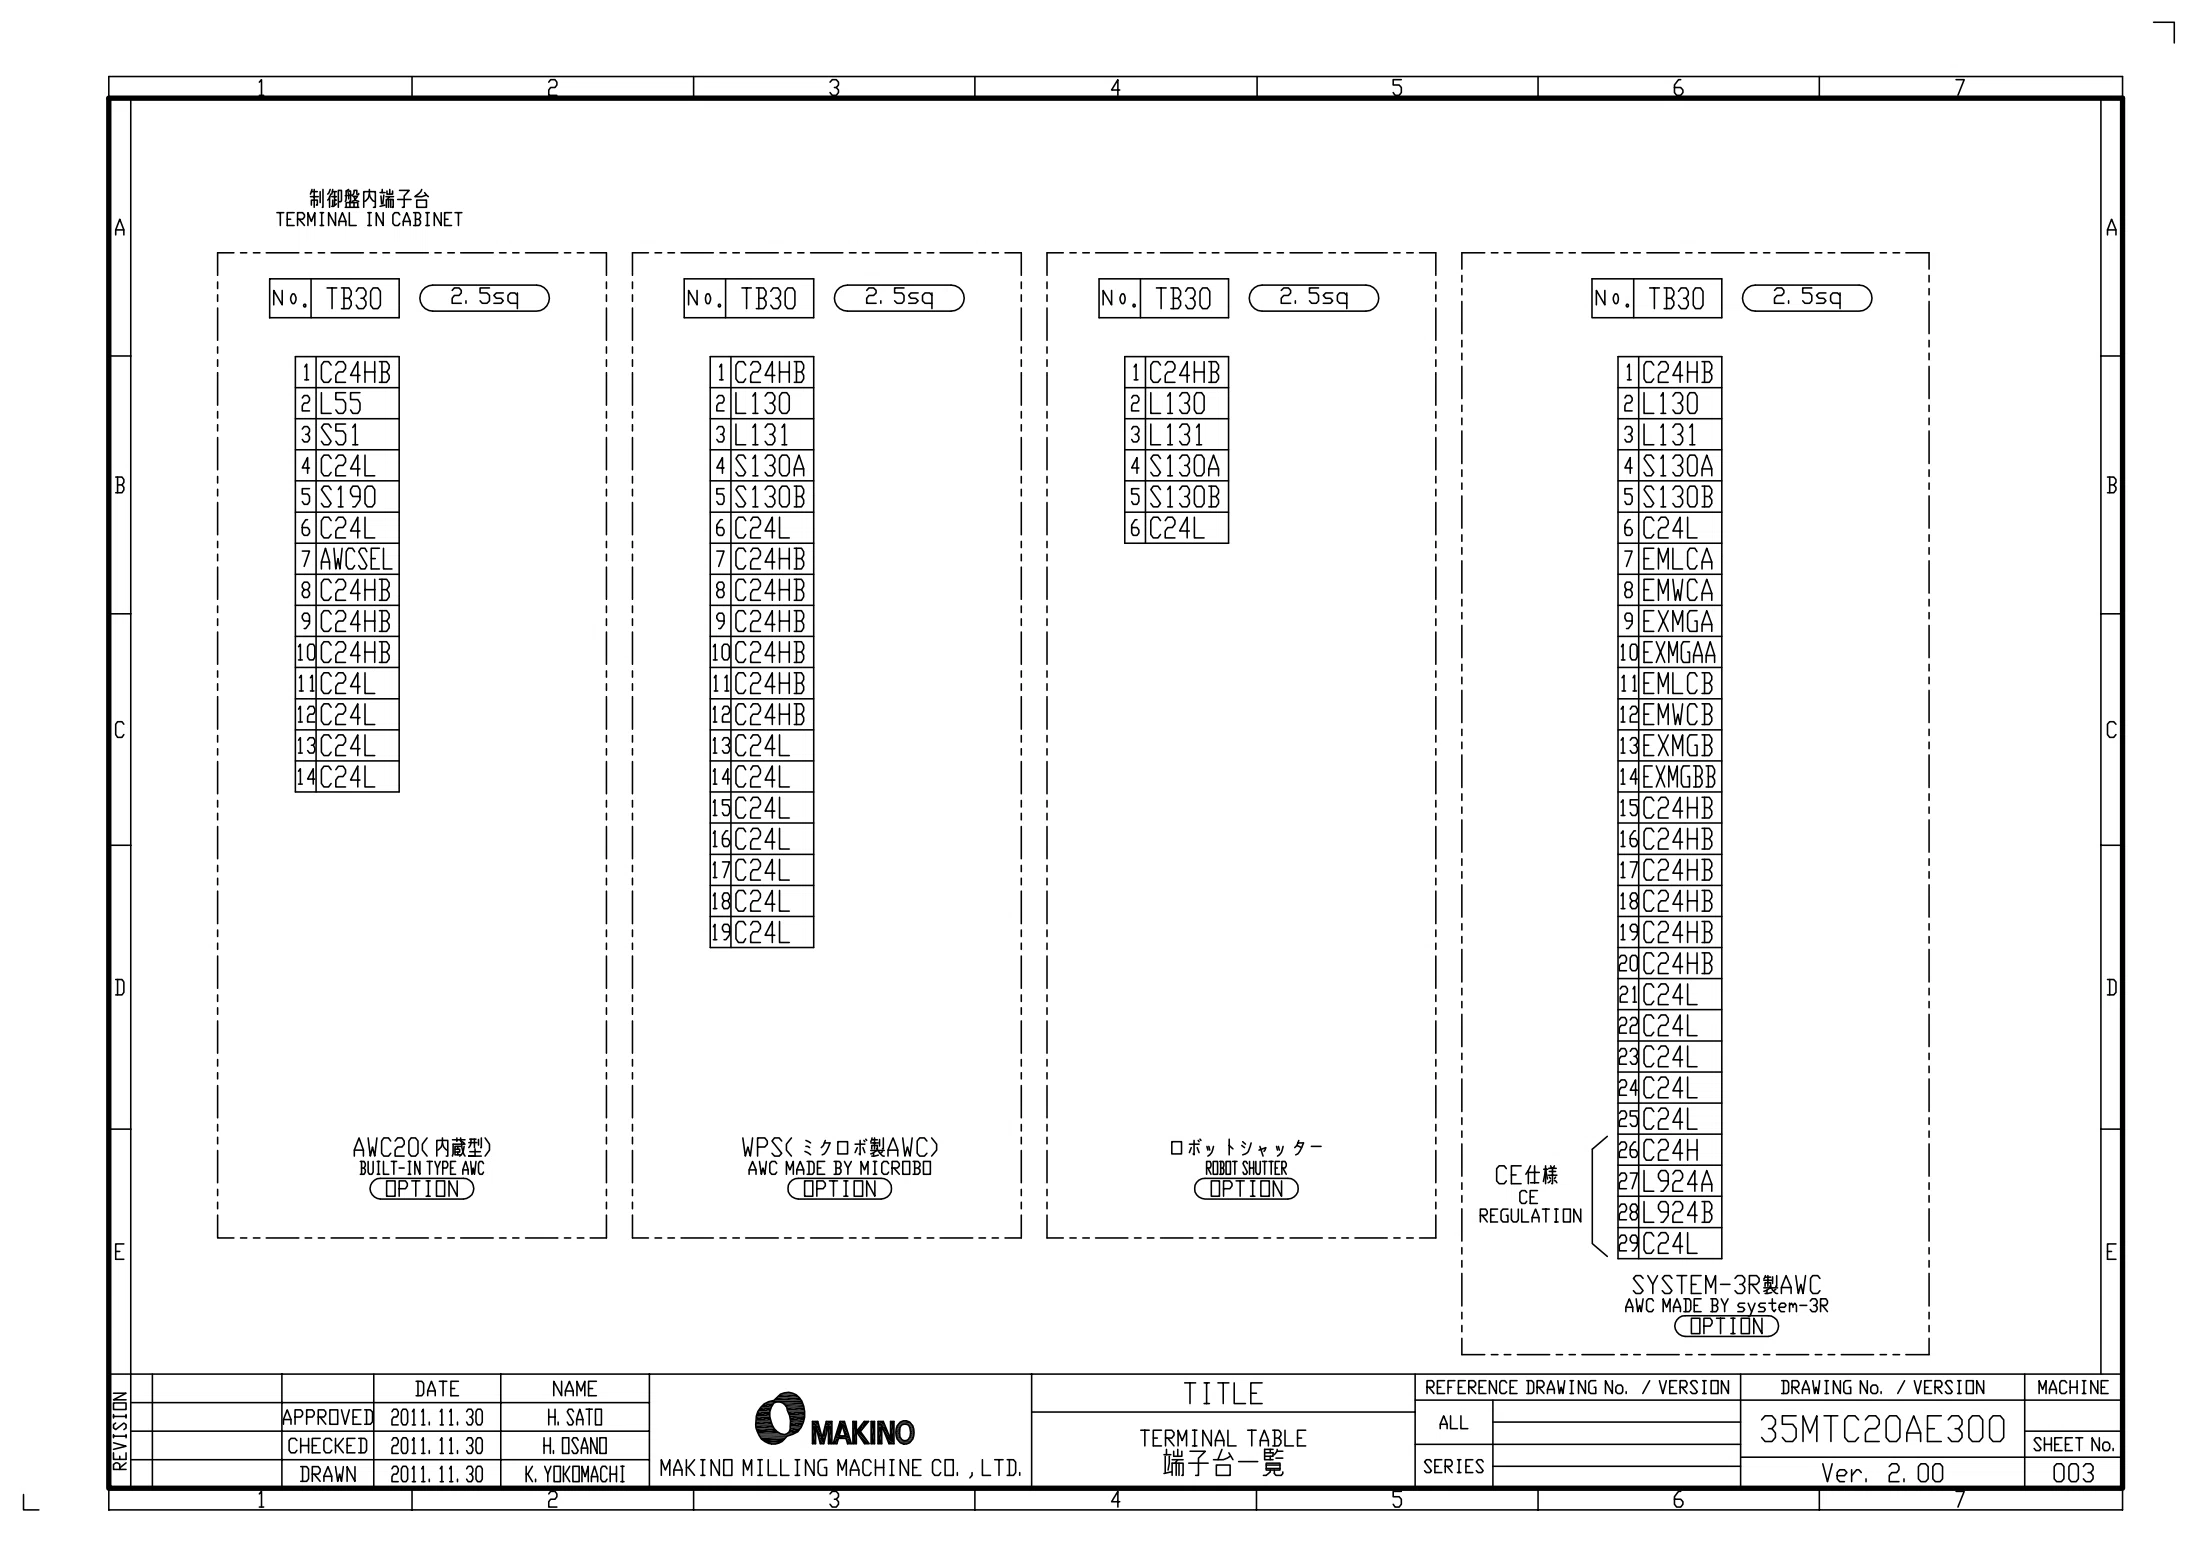 1 2 3 4 5 6 7
A A
B B
C C
D D
E E
制御盤内端子台
TERMINAL IN CABINET
No. TB30 2.5sq
1 C24HB
2 L55
3 S51
4 C24L
5 S190
6 C24L
7 AWCSEL
8 C24HB
9 C24HB
10 C24HB
11 C24L
12 C24L
13 C24L
14 C24L
AWC20(内蔵型)
BUILT-IN TYPE AWC
OPTION
No. TB30 2.5sq
1 C24HB
2 L130
3 L131
4 S130A
5 S130B
6 C24L
7 C24HB
8 C24HB
9 C24HB
10 C24HB
11 C24HB
12 C24HB
13 C24L
14 C24L
15 C24L
16 C24L
17 C24L
18 C24L
19 C24L
WPS(ミクロボ製AWC)
AWC MADE BY MICROBO
OPTION
No. TB30 2.5sq
1 C24HB
2 L130
3 L131
4 S130A
5 S130B
6 C24L
ロボットシャッター
ROBOT SHUTTER
OPTION
No. TB30 2.5sq
1 C24HB
2 L130
3 L131
4 S130A
5 S130B
6 C24L
7 EMLCA
8 EMWCA
9 EXMGA
10 EXMGAA
11 EMLCB
12 EMWCB
13 EXMGB
14 EXMGBB
15 C24HB
16 C24HB
17 C24HB
18 C24HB
19 C24HB
20 C24HB
21 C24L
22 C24L
23 C24L
24 C24L
25 C24L
26 C24H
27 L924A
28 L924B
29 C24L
CE仕様
CE
REGULATION
SYSTEM-3R製AWC
AWC MADE BY system-3R
OPTION
REVISION
DATE NAME
APPROVED 2011.11.30 H. SATO
CHECKED 2011.11.30 H. OSANO
DRAWN 2011.11.30 K. YOKOMACHI
MAKINO
MAKINO MILLING MACHINE CO.,LTD.
TITLE
TERMINAL TABLE
端子台一覧
REFERENCE DRAWING No. / VERSION
ALL
SERIES
DRAWING No. / VERSION
35MTC20AE300
Ver. 2.00
MACHINE
SHEET No.
003
1 2 3 4 5 6 7